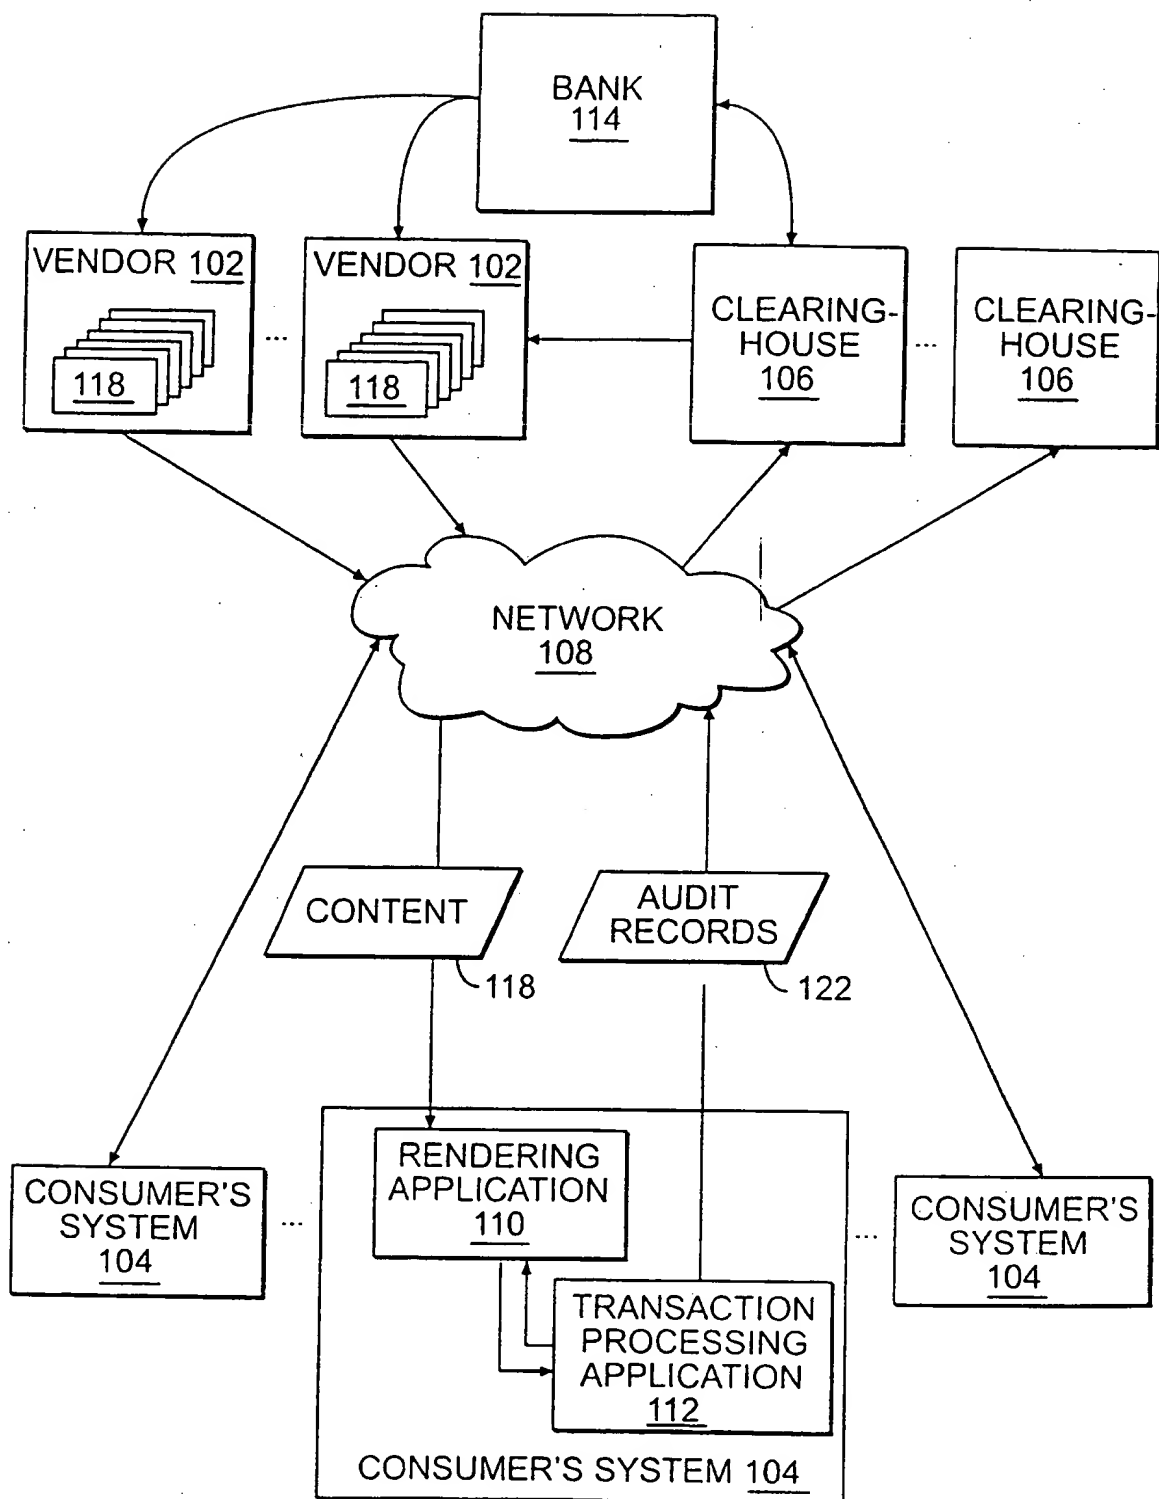 BANK
114
VENDOR 102
118
...
VENDOR 102
118
CLEARING-
HOUSE
106
...
CLEARING-
HOUSE
106
NETWORK
108
CONTENT
118
AUDIT
RECORDS
122
CONSUMER'S
SYSTEM
104
...
RENDERING
APPLICATION
110
TRANSACTION
PROCESSING
APPLICATION
112
CONSUMER'S SYSTEM 104
...
CONSUMER'S
SYSTEM
104